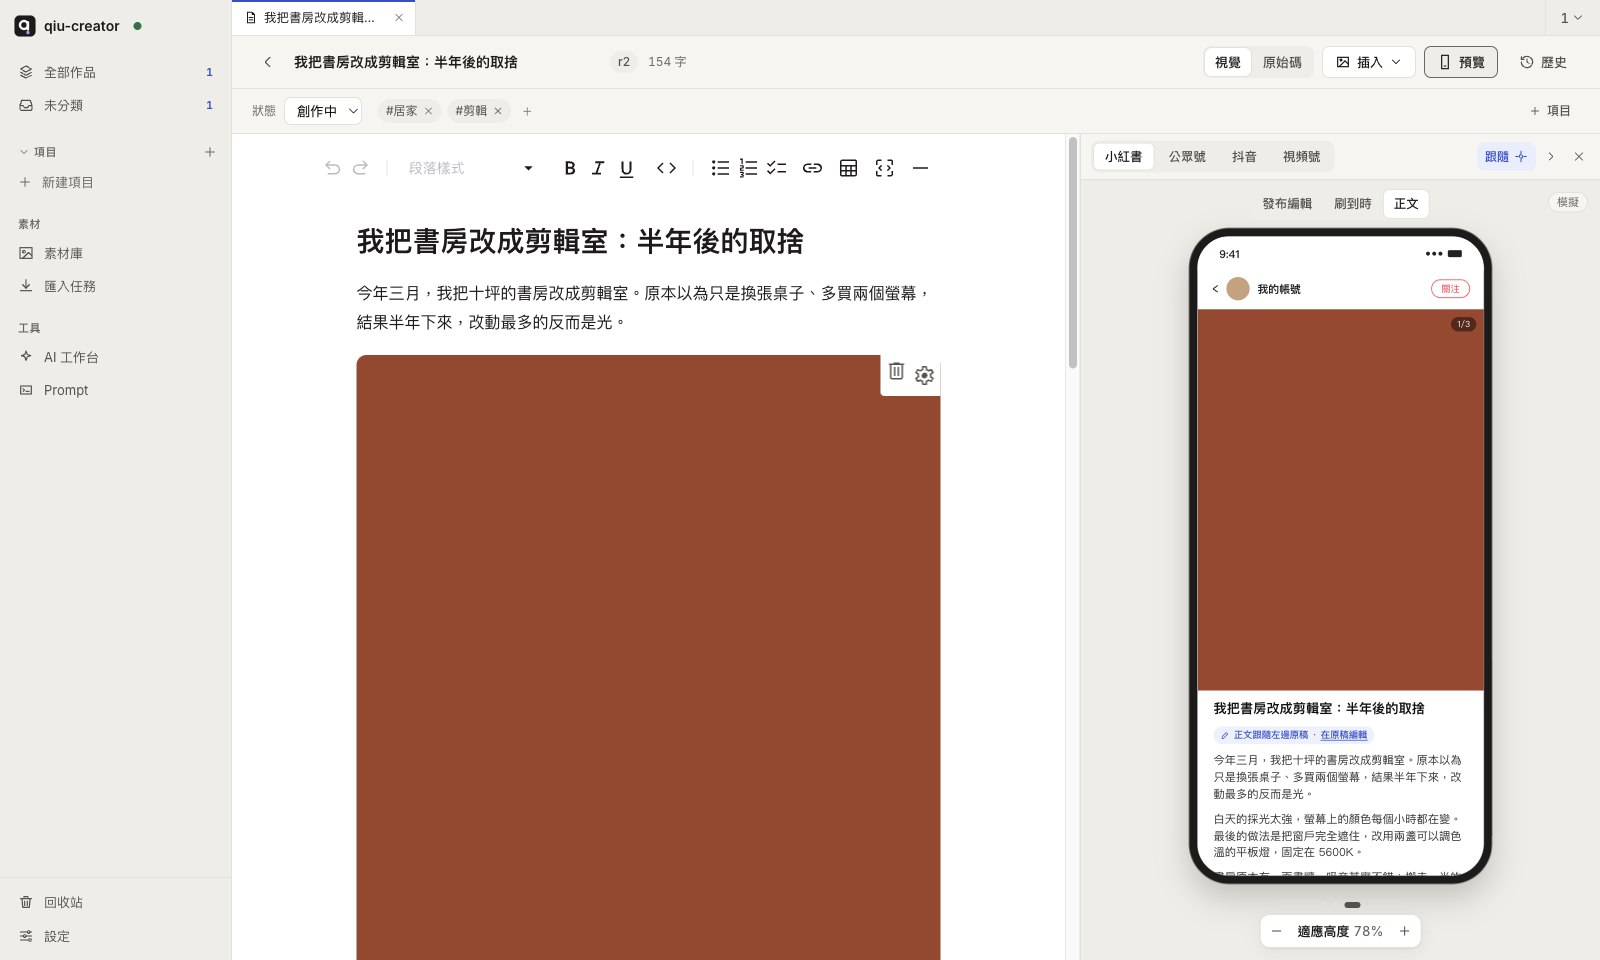 qiu-creator
全部作品 1
未分類 1
項目
新建項目
素材
素材庫
匯入任務
工具
AI 工作台
Prompt
回收站
設定
我把書房改成剪輯...
1
我把書房改成剪輯室：半年後的取捨
r2 154 字
視覺 原始碼 插入 預覽 歷史
狀態 創作中 #居家 #剪輯
項目
段落樣式
我把書房改成剪輯室：半年後的取捨
今年三月，我把十坪的書房改成剪輯室。原本以為只是換張桌子、多買兩個螢幕，
結果半年下來，改動最多的反而是光。
小紅書 公眾號 抖音 視頻號 跟隨
發布編輯 刷到時 正文 模擬
9:41
我的帳號 關注
1/3
我把書房改成剪輯室：半年後的取捨
正文跟隨左邊原稿 · 在原稿編輯
今年三月，我把十坪的書房改成剪輯室。原本以為
只是換張桌子、多買兩個螢幕，結果半年下來，改
動最多的反而是光。
白天的採光太強，螢幕上的顏色每個小時都在變。
最後的做法是把窗戶完全遮住，改用兩盞可以調色
溫的平板燈，固定在 5600K。
適應高度 78%